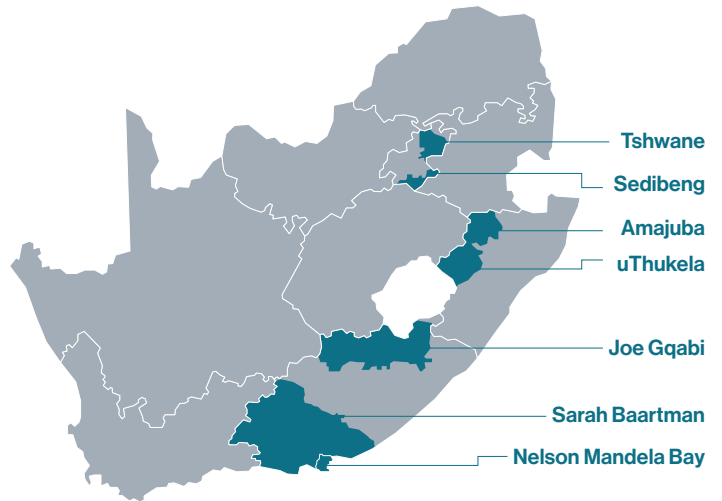 Tshwane
Sedibeng
Amajuba
uThukela
Joe Gqabi
Sarah Baartman
Nelson Mandela Bay